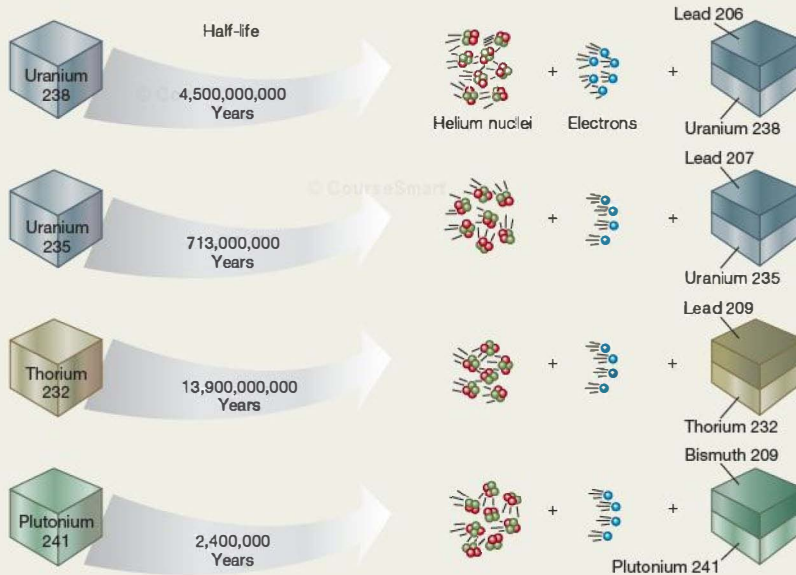 Half-life
Uranium
238
4,500,000,000
Years
Helium nuclei
+
Electrons
+
Lead 206
Uranium 238
© CourseSmart
Uranium
235
713,000,000
Years
+
+
Lead 207
Uranium 235
Thorium
232
13,900,000,000
Years
+
+
Lead 209
Thorium 232
Plutonium
241
2,400,000
Years
+
+
Bismuth 209
Plutonium 241